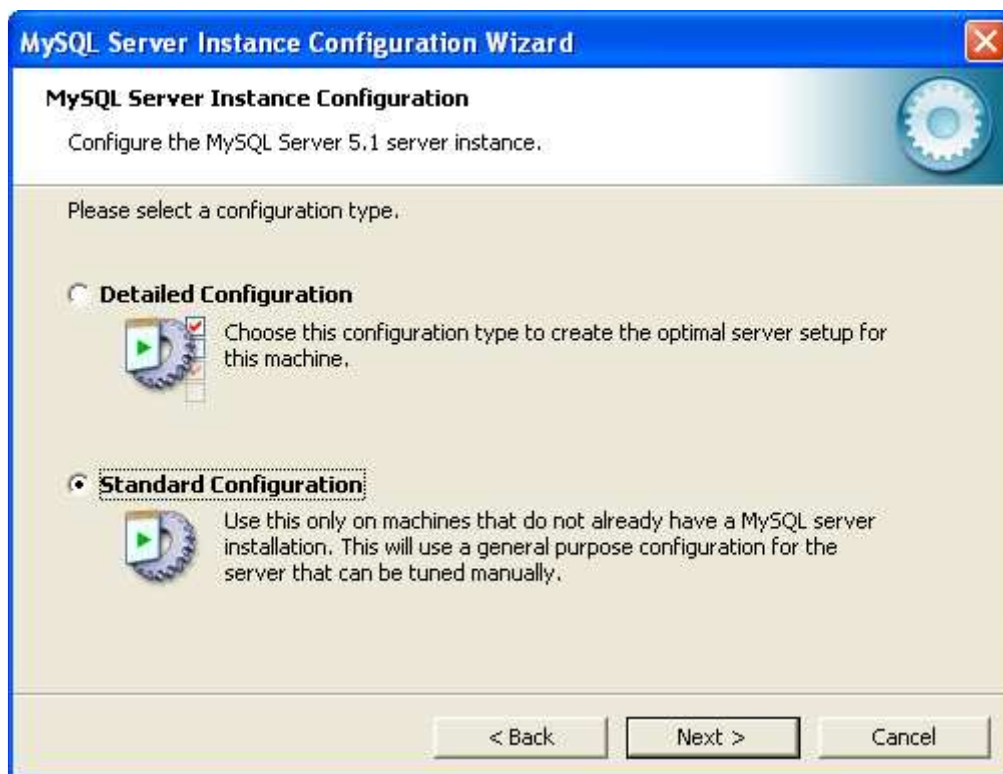 MySQL Server Instance Configuration Wizard
MySQL Server Instance Configuration
Configure the MySQL Server 5.1 server instance.
Please select a configuration type.
Detailed Configuration
Choose this configuration type to create the optimal server setup for
this machine.
Standard Configuration
Use this only on machines that do not already have a MySQL server
installation. This will use a general purpose configuration for the
server that can be tuned manually.
< Back
Next >
Cancel